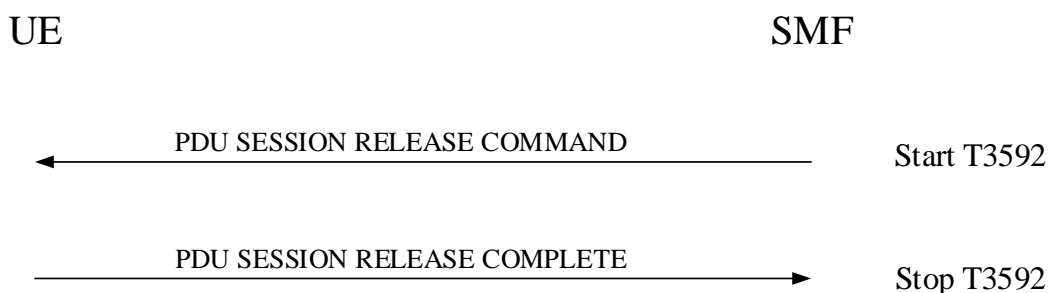 UE SMF
PDU SESSION RELEASE COMMAND Start T3592
PDU SESSION RELEASE COMPLETE Stop T3592